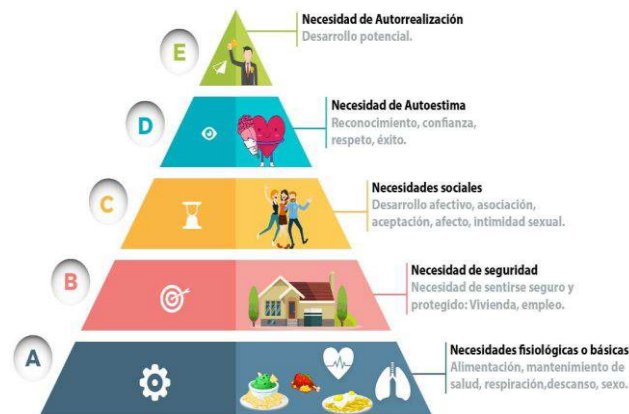 E
Necesidad de Autorrealización
Desarrollo potencial.
D
Necesidad de Autoestima
Reconocimiento, confianza,
respeto, éxito.
C
Necesidades sociales
Desarrollo afectivo, asociación,
aceptación, afecto, intimidad sexual.
B
Necesidad de seguridad
Necesidad de sentirse seguro y
protegido: Vivienda, empleo.
A
Necesidades fisiológicas o básicas
Alimentación, mantenimiento de
salud, respiración,descanso, sexo.